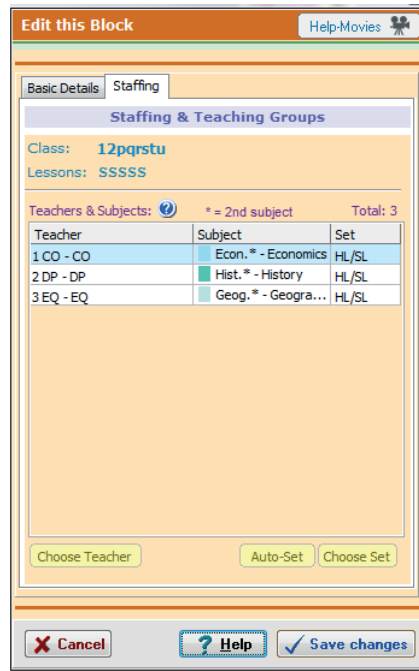 Edit this Block
Help-Movies
Basic Details
Staffing
Staffing & Teaching Groups
Class: 12pqrstu
Lessons: SSSSS
Teachers & Subjects: ? * = 2nd subject Total: 3
Teacher Subject Set
1 CO - CO Econ.* - Economics HL/SL
2 DP - DP Hist.* - History HL/SL
3 EQ - EQ Geog.* - Geogra... HL/SL
Choose Teacher Auto-Set Choose Set
X Cancel ? Help Save changes